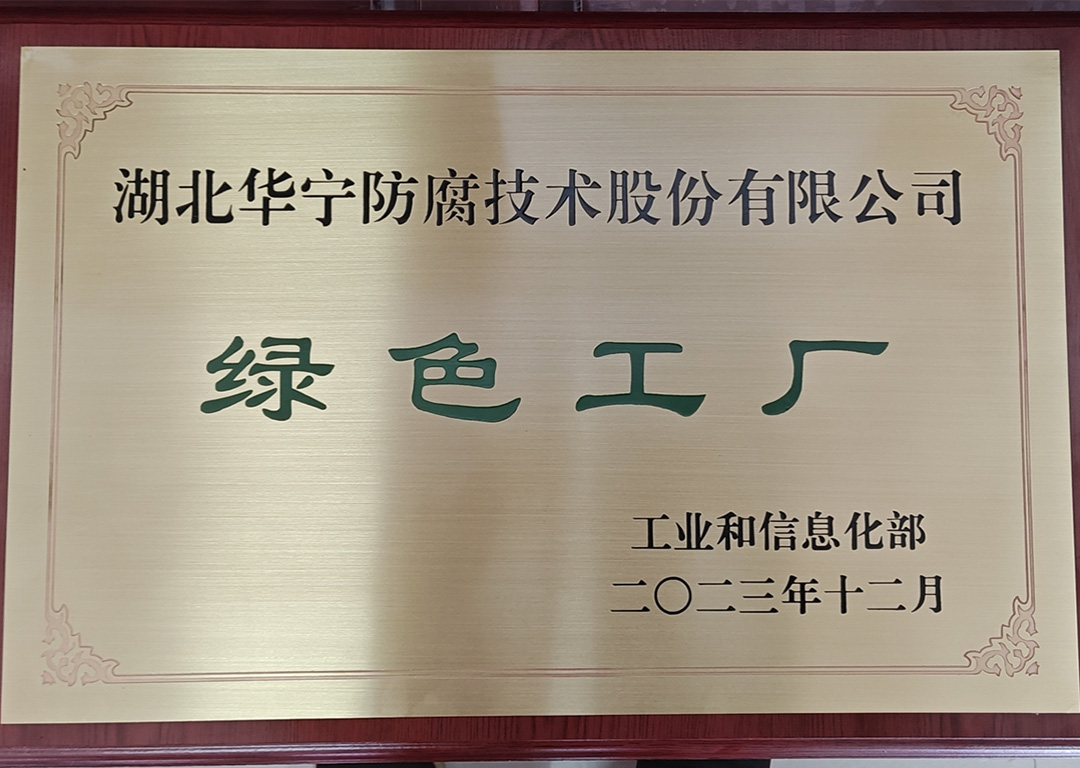 湖北华宁防腐技术股份有限公司
绿色工厂
工业和信息化部
二〇二三年十二月